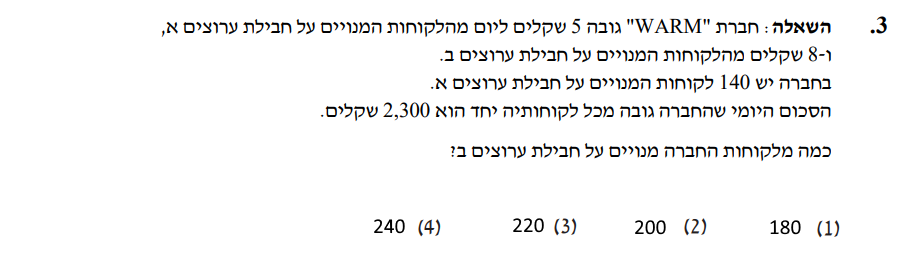 3. השאלה: חברת "WARM" גובה 5 שקלים ליום מהלקוחות המנויים על חבילת ערוצים א,
ו-8 שקלים מהלקוחות המנויים על חבילת ערוצים ב.
בחברה יש 140 לקוחות המנויים על חבילת ערוצים א.
הסכום היומי שהחברה גובה מכל לקוחותיה יחד הוא 2,300 שקלים.
כמה מלקוחות החברה מנויים על חבילת ערוצים ב?
(1) 180 (2) 200 (3) 220 (4) 240